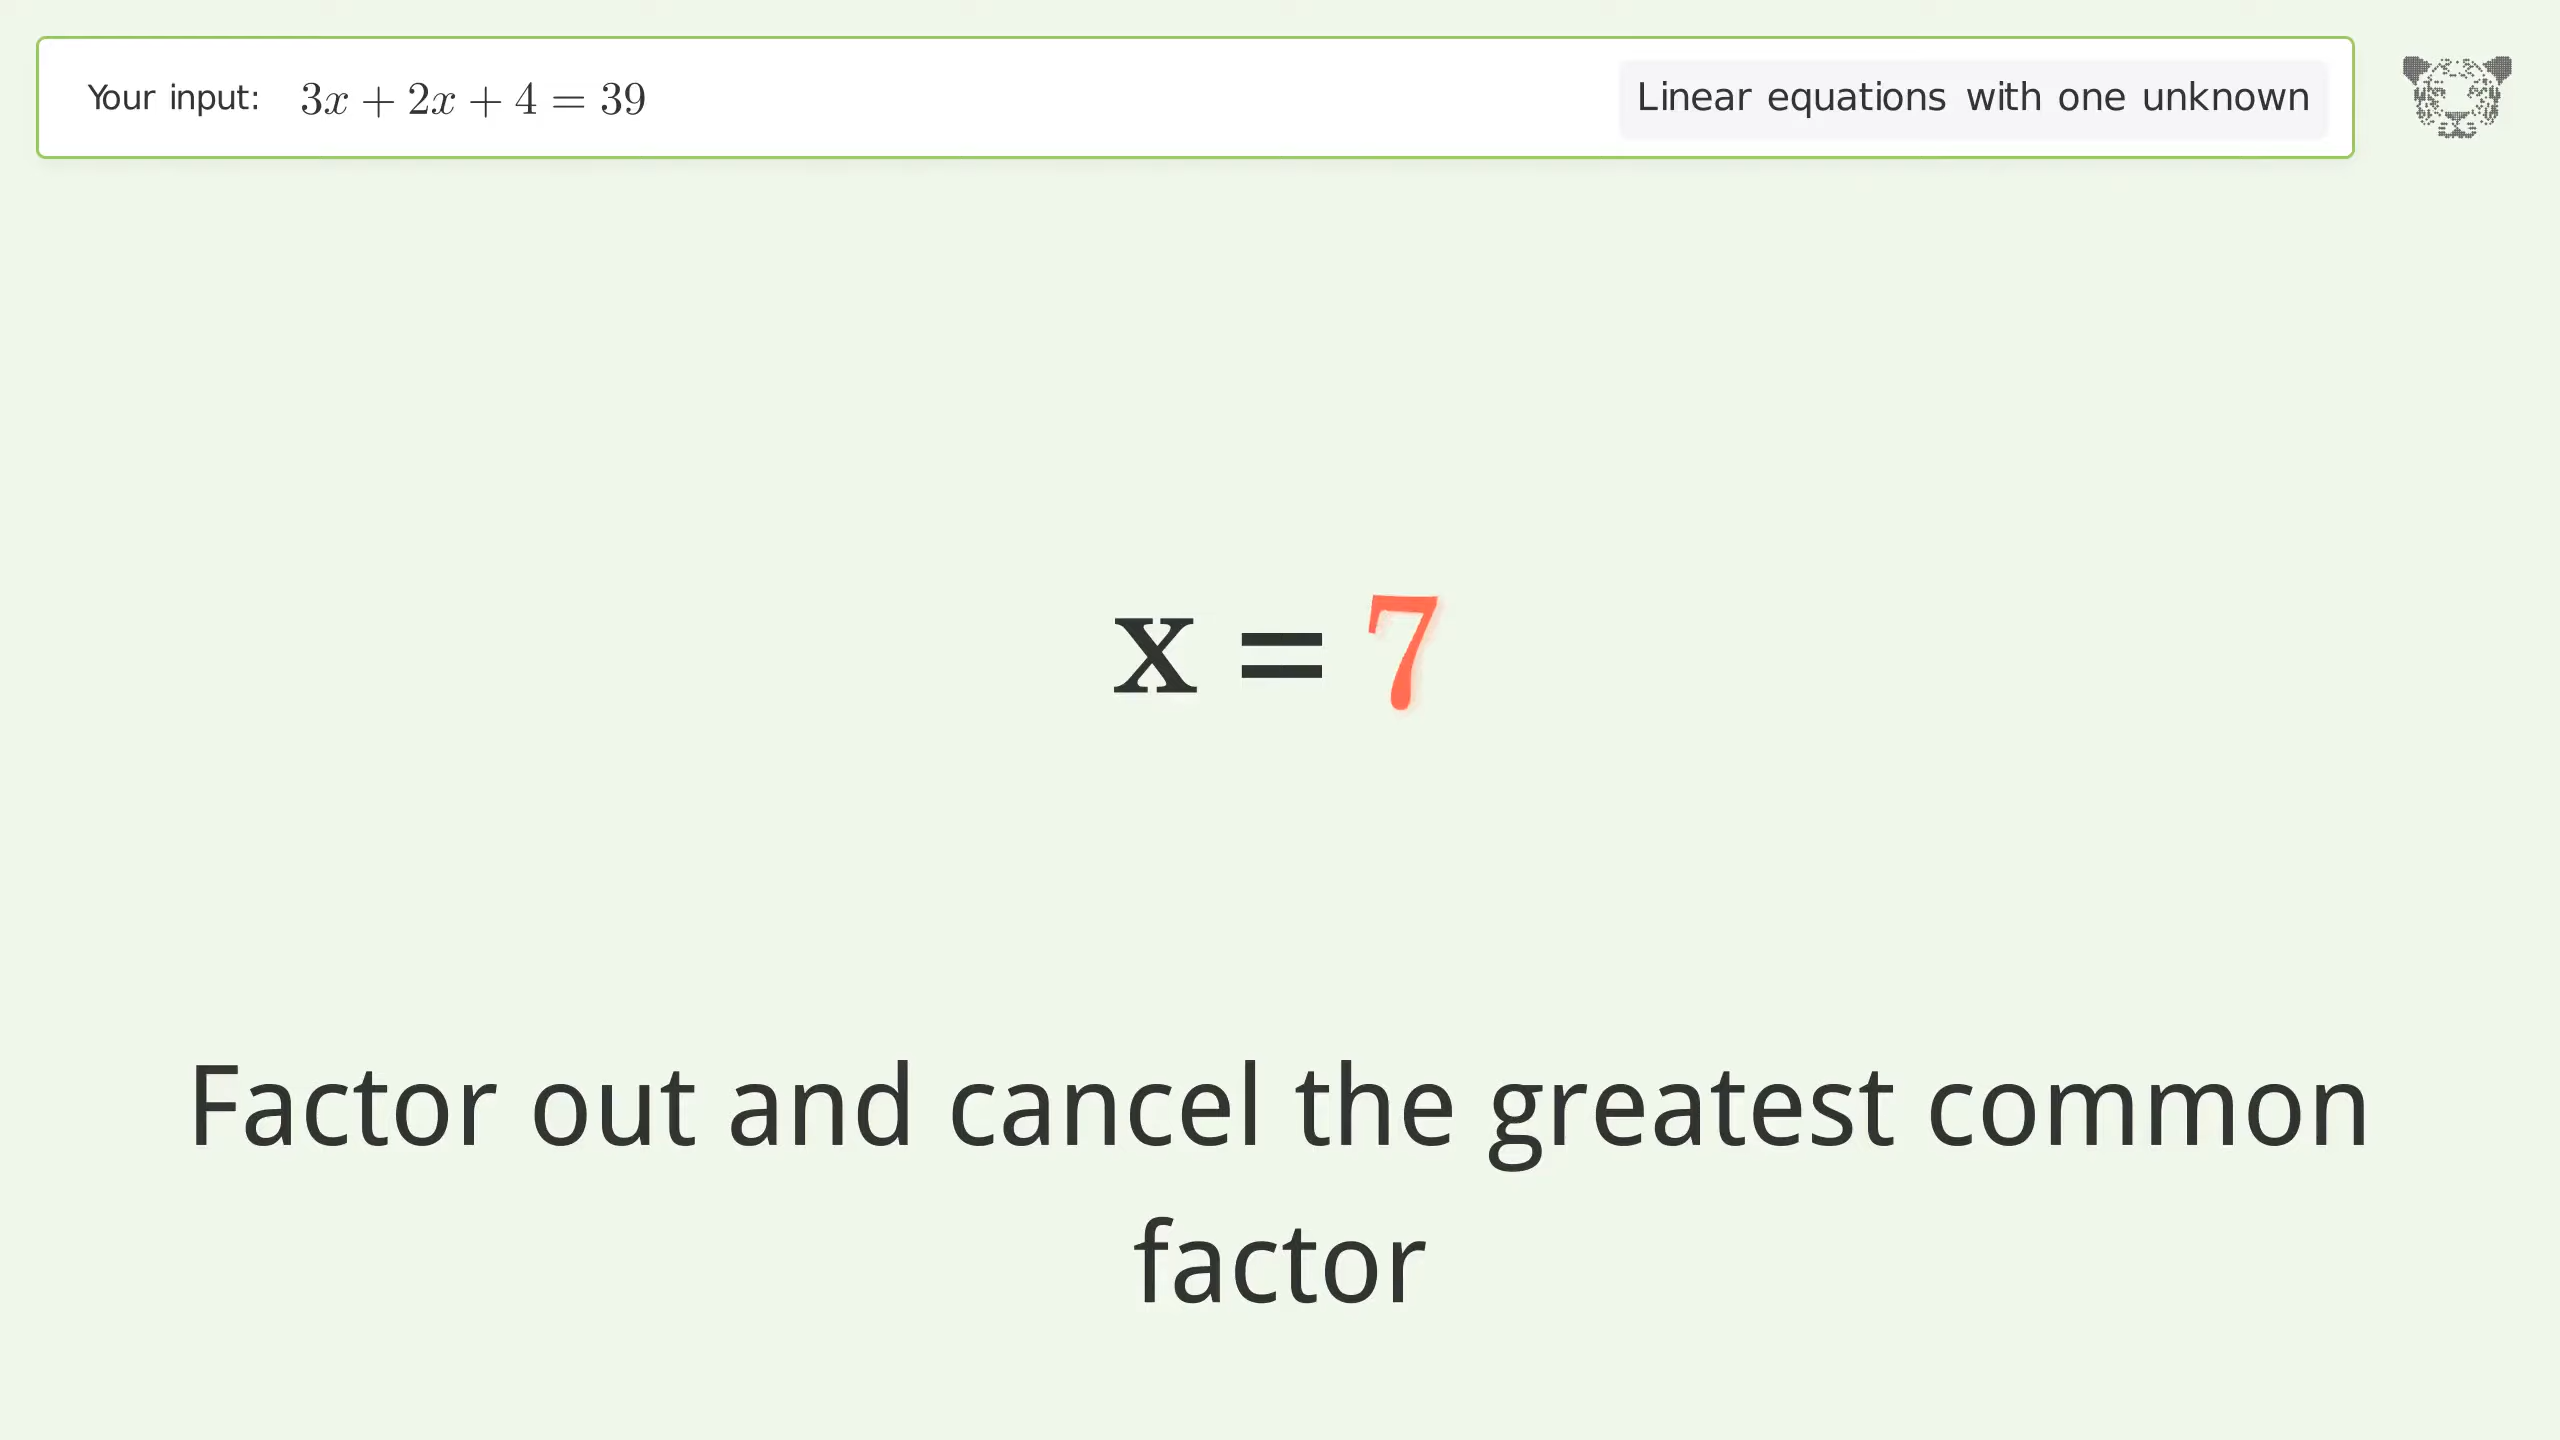 Your input: 3x + 2x + 4 = 39
Linear equations with one unknown
x = 7
Factor out and cancel the greatest common
factor